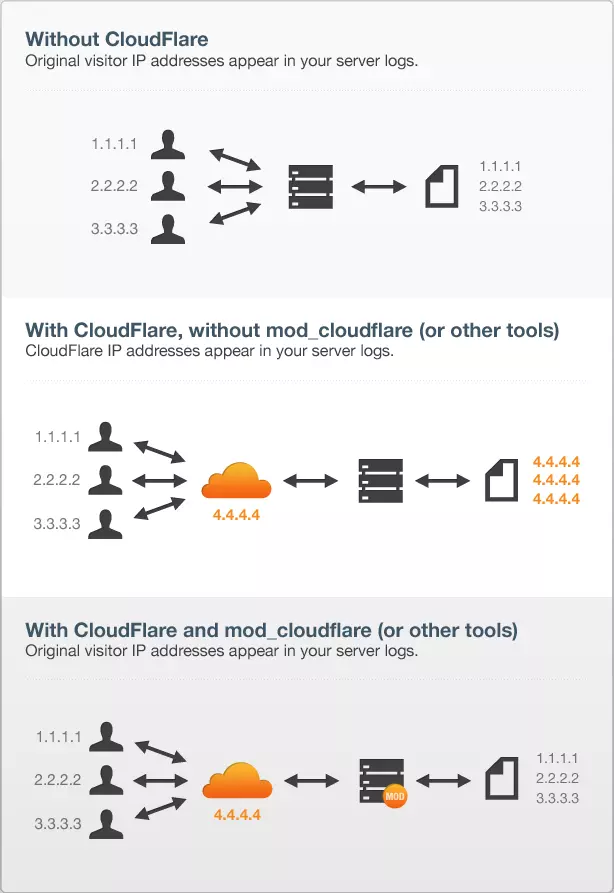 Without CloudFlare
Original visitor IP addresses appear in your server logs.
1.1.1.1
2.2.2.2
3.3.3.3
1.1.1.1
2.2.2.2
3.3.3.3
With CloudFlare, without mod_cloudflare (or other tools)
CloudFlare IP addresses appear in your server logs.
1.1.1.1
2.2.2.2
3.3.3.3
4.4.4.4
4.4.4.4
4.4.4.4
4.4.4.4
With CloudFlare and mod_cloudflare (or other tools)
Original visitor IP addresses appear in your server logs.
1.1.1.1
2.2.2.2
3.3.3.3
4.4.4.4
MOD
1.1.1.1
2.2.2.2
3.3.3.3